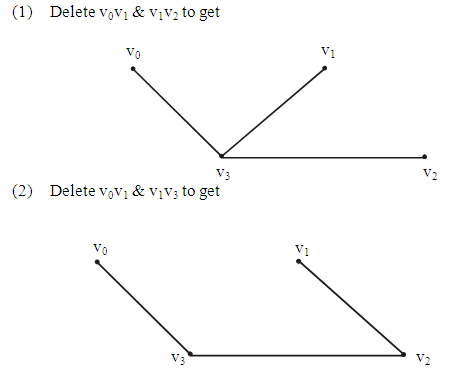 (1) Delete v₀v₁ & v₁v₂ to get
v₀ v₁
v₃ v₂
(2) Delete v₀v₁ & v₁v₃ to get
v₀ v₁
v₃ v₂